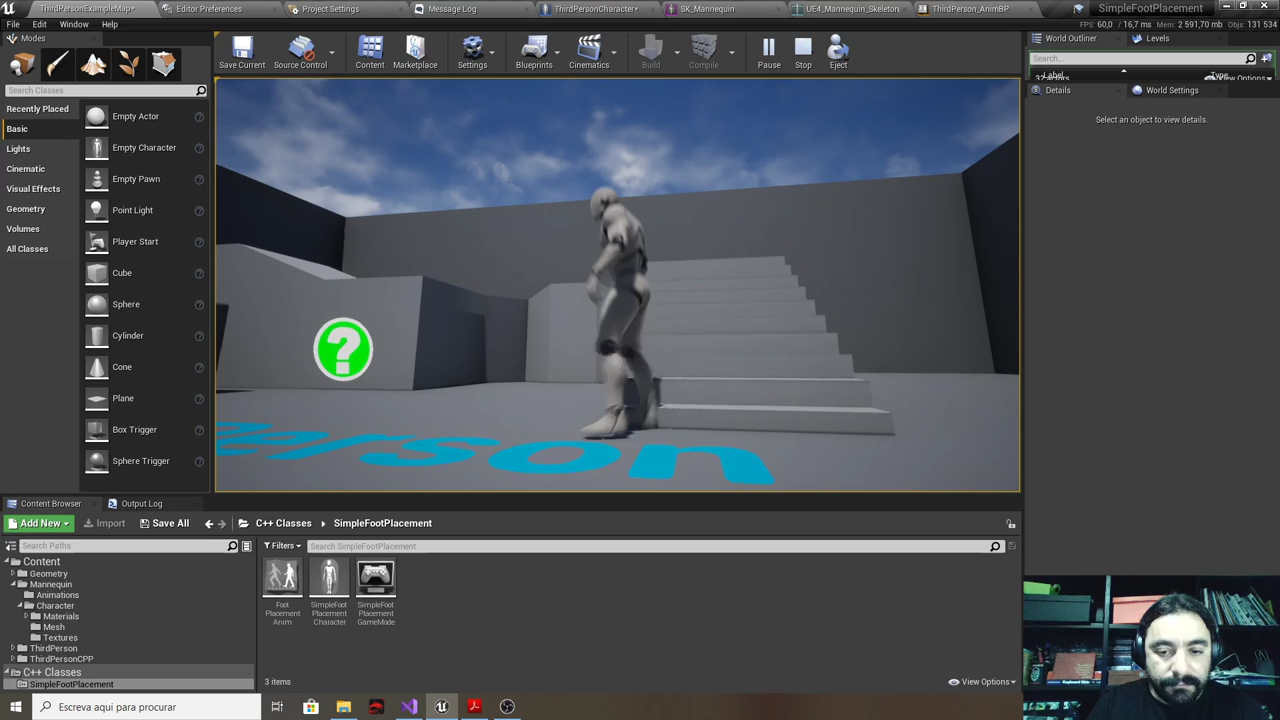 ThirdPersonExampleMap*
Editor Preferences
Project Settings
Message Log
ThirdPersonCharacter*
SK_Mannequin
UE4_Mannequin_Skeleton
ThirdPerson_AnimBP
SimpleFootPlacement
File Edit Window Help
FPS: 60,0 / 16,7 ms Mem: 2 591,70 mb Objs: 131 534
Modes
Save Current
Source Control
Content
Marketplace
Settings
Blueprints
Cinematics
Build
Compile
Pause
Stop
Eject
World Outliner
Levels
Search...
Label
Type
View Options
Details
World Settings
Select an object to view details.
Search Classes
Recently Placed
Basic
Lights
Cinematic
Visual Effects
Geometry
Volumes
All Classes
Empty Actor
Empty Character
Empty Pawn
Point Light
Player Start
Cube
Sphere
Cylinder
Cone
Plane
Box Trigger
Sphere Trigger
?
erson
Content Browser
Output Log
Add New
Import
Save All
C++ Classes
SimpleFootPlacement
Search Paths
Filters
Search SimpleFootPlacement
Content
Geometry
Mannequin
Animations
Character
Materials
Mesh
Textures
ThirdPerson
ThirdPersonCPP
C++ Classes
SimpleFootPlacement
Foot
Placement
Anim
SimpleFoot
Placement
Character
SimpleFoot
Placement
GameMode
3 items
View Options
Escreva aqui para procurar